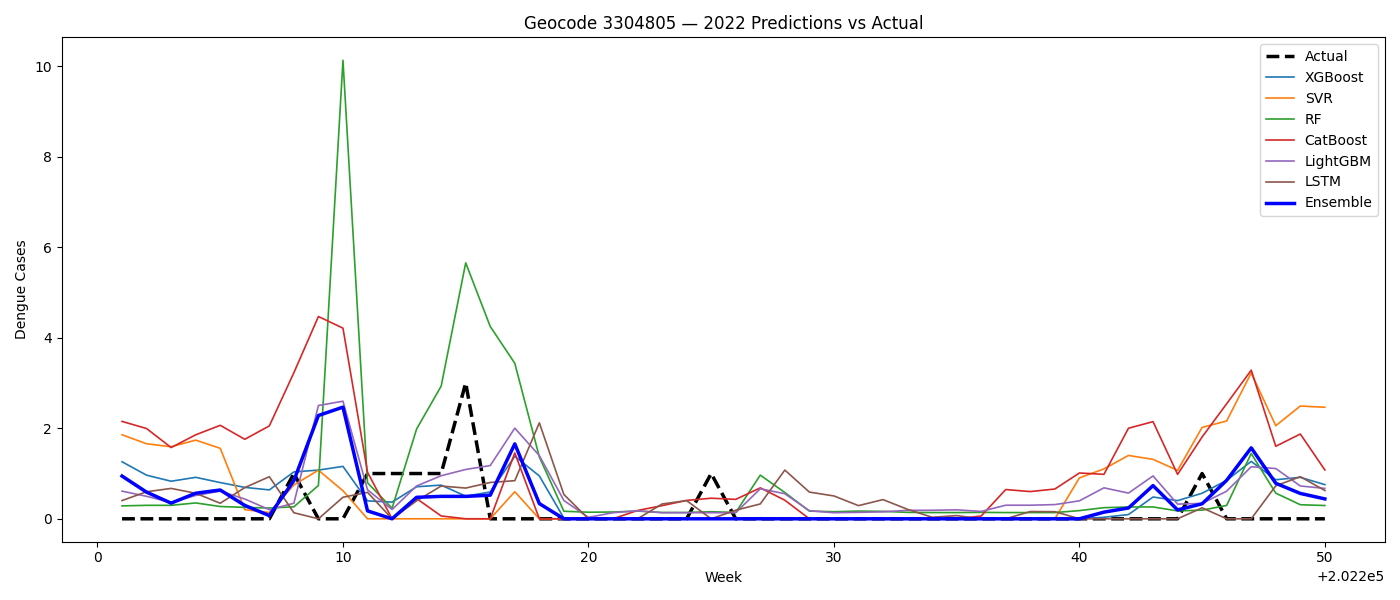 Geocode 3304805 — 2022 Predictions vs Actual
Dengue Cases
10
8
6
4
2
0
Actual
XGBoost
SVR
RF
CatBoost
LightGBM
LSTM
Ensemble
0 10 20 30 40 50
Week
+2.022e5